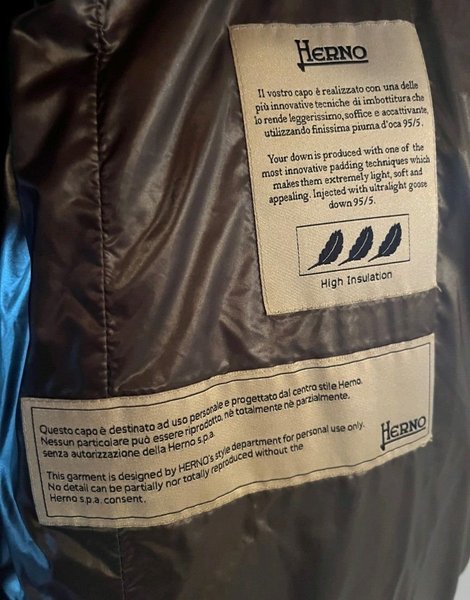 HERNO
Il vostro capo è realizzato con una delle
più innovative tecniche di imbottitura che
lo rende leggerissimo, soffice e accattivante,
utilizzando finissima piuma d'oca 95/5.
Your down is produced with one of the
most innovative padding techniques which
makes them extremely light, soft and
appealing. Injected with ultralight goose
down 95/5.
High Insulation
Questo capo è destinato ad uso personale e progettato dal centro stile Herno.
Nessun particolare può essere riprodotto, nè totalmente nè parzialmente,
senza autorizzazione della Herno s.p.a.
This garment is designed by HERNO's style department for personal use only.
No detail can be partially nor totally reproduced without the
Herno s.p.a. consent.
HERNO